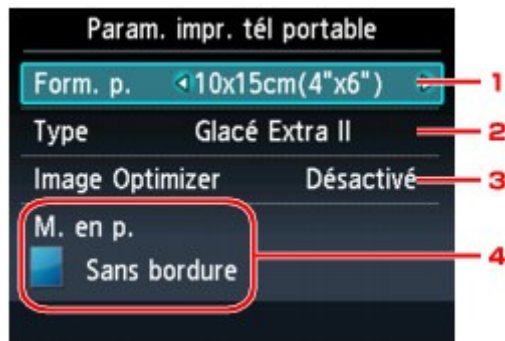 Param. impr. tél portable
Form. p. 10x15cm(4"x6") 1
Type Glacé Extra II 2
Image Optimizer Désactivé 3
M. en p.
Sans bordure 4